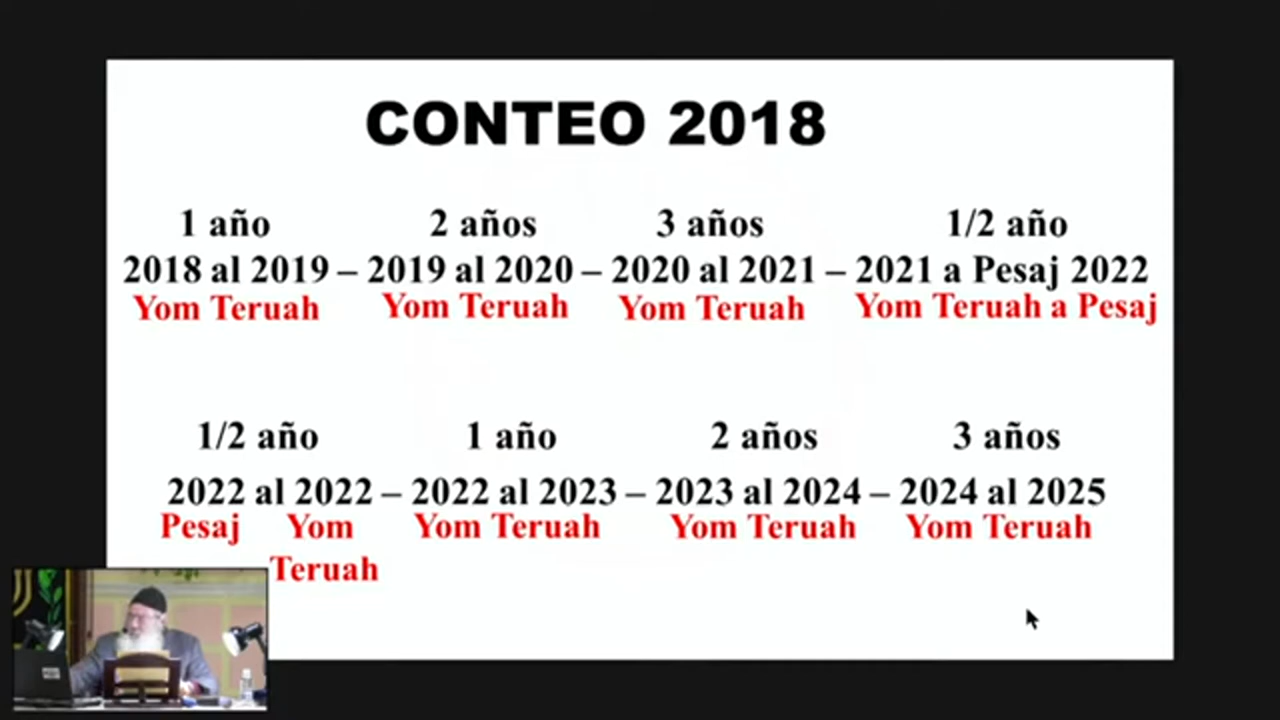 CONTEO 2018
1 año 2 años 3 años 1/2 año
2018 al 2019 – 2019 al 2020 – 2020 al 2021 – 2021 a Pesaj 2022
Yom Teruah Yom Teruah Yom Teruah Yom Teruah a Pesaj
1/2 año 1 año 2 años 3 años
2022 al 2022 – 2022 al 2023 – 2023 al 2024 – 2024 al 2025
Pesaj Yom Yom Teruah Yom Teruah Yom Teruah
Teruah